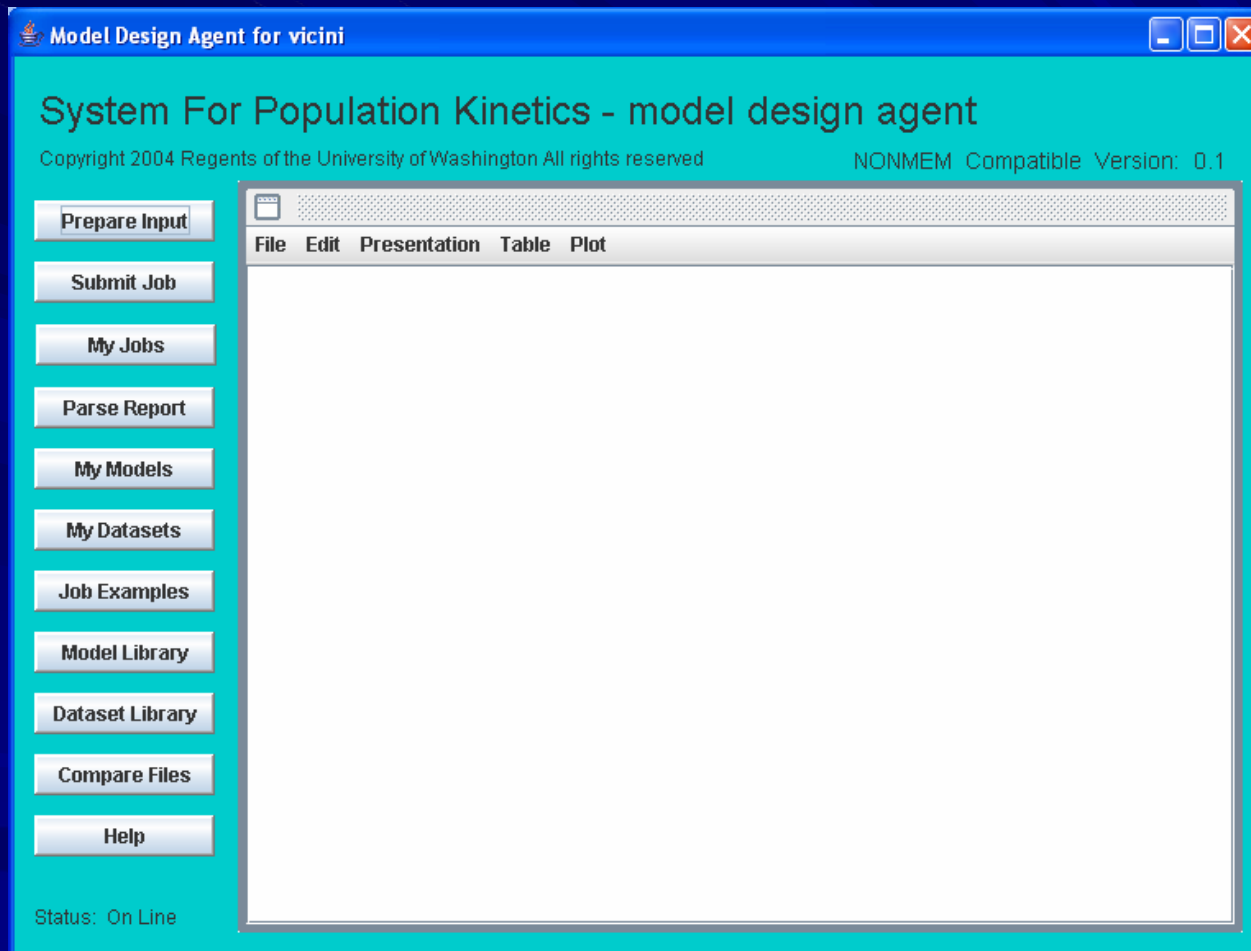 Model Design Agent for vicini
System For Population Kinetics - model design agent
Copyright 2004 Regents of the University of Washington All rights reserved
NONMEM Compatible Version: 0.1
Prepare Input
Submit Job
My Jobs
Parse Report
My Models
My Datasets
Job Examples
Model Library
Dataset Library
Compare Files
Help
Status: On Line
File Edit Presentation Table Plot